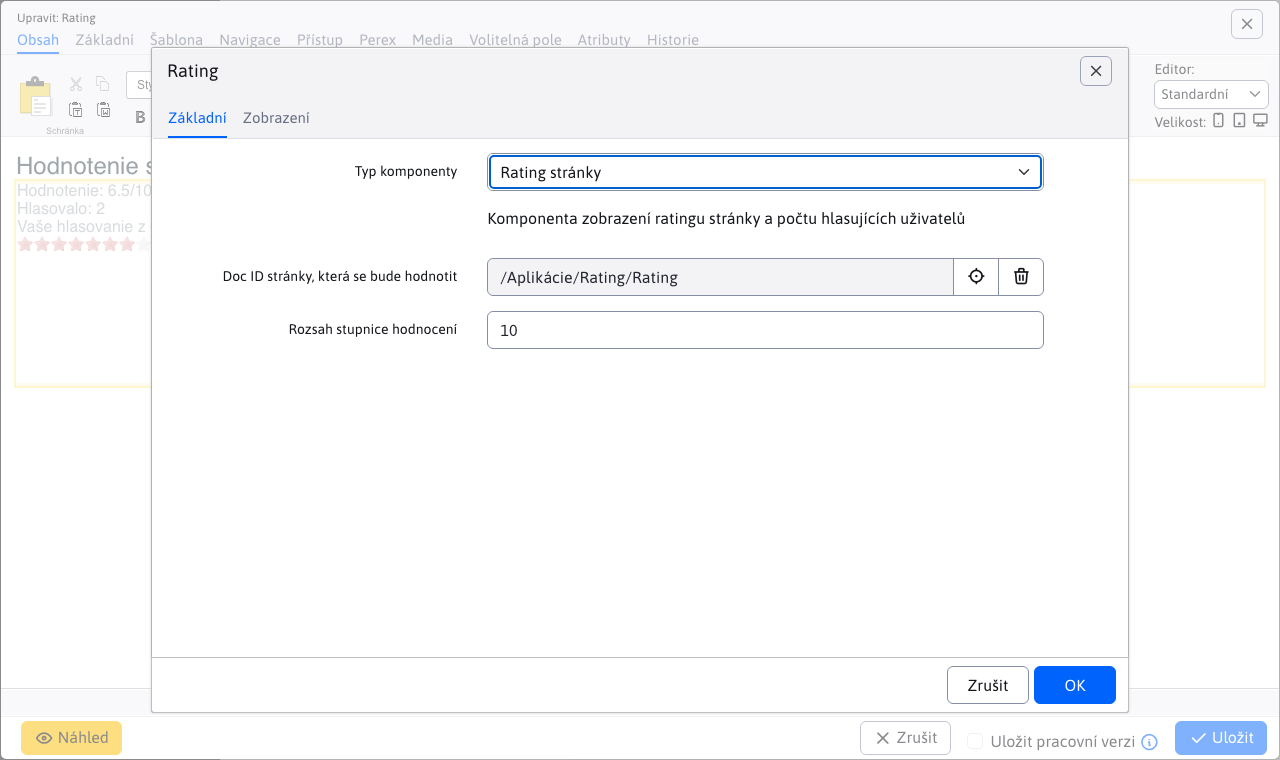 Upravit: Rating
Obsah Základní Šablona Navigace Přístup Perex Media Volitelná pole Atributy Historie
Schránka
B
Editor:
Standardní
Velikost:
Hodnotenie s
Hodnotenie: 6.5/10
Hlasovalo: 2
Vaše hlasovanie z
Rating
Základní Zobrazení
Typ komponenty
Rating stránky
Komponenta zobrazení ratingu stránky a počtu hlasujících uživatelů
Doc ID stránky, která se bude hodnotit
/Aplikácie/Rating/Rating
Rozsah stupnice hodnocení
10
Zrušit OK
Náhled
Zrušit
Uložit pracovní verzi
Uložit